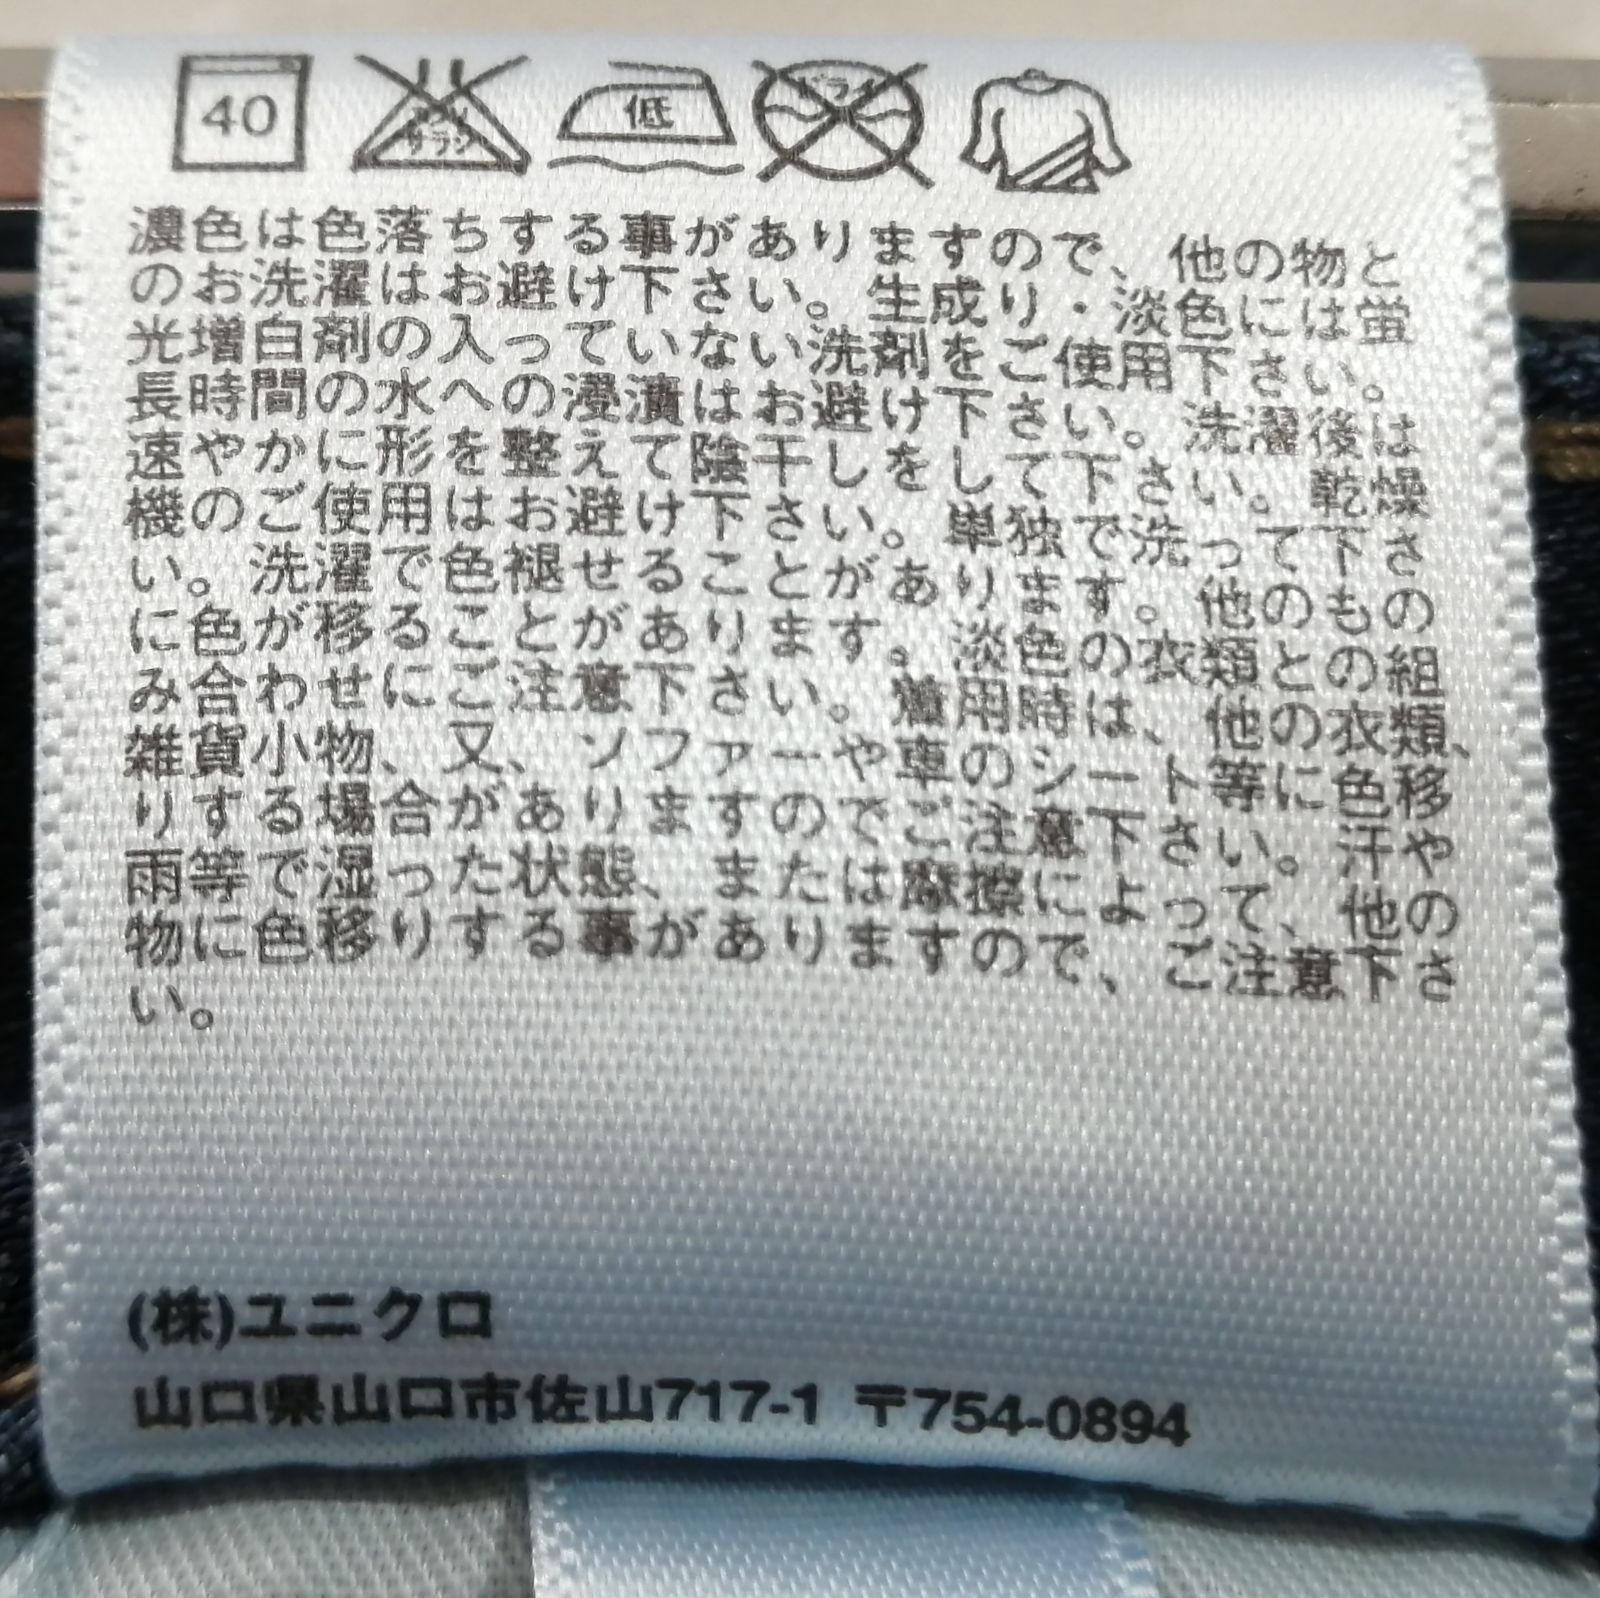 40
エンソ
サラシ
低
ドライ
濃色は色落ちする事がありますので、他の物と
のお洗濯はお避け下さい。生成り・淡色には蛍
光増白剤の入っていない洗剤をご使用下さい。
長時間の水への浸漬はお避け下さい。洗濯後は
速やかに形を整えて陰干しをして下さい。乾燥
機のご使用はお避け下さい。単独で洗って下さ
い。洗濯で色褪せることがあります。他のもの
に色が移ることがあります。淡色の衣類との組
み合わせにご注意下さい。着用時は、他の衣類、
雑貨小物、又、ソファーや車のシート等に色移
りする場合がありますのでご注意下さい。汗や
雨等で湿った状態、または摩擦によって、他の
物に色移りする事がありますので、ご注意下さ
い。
(株)ユニクロ
山口県山口市佐山717-1 〒754-0894